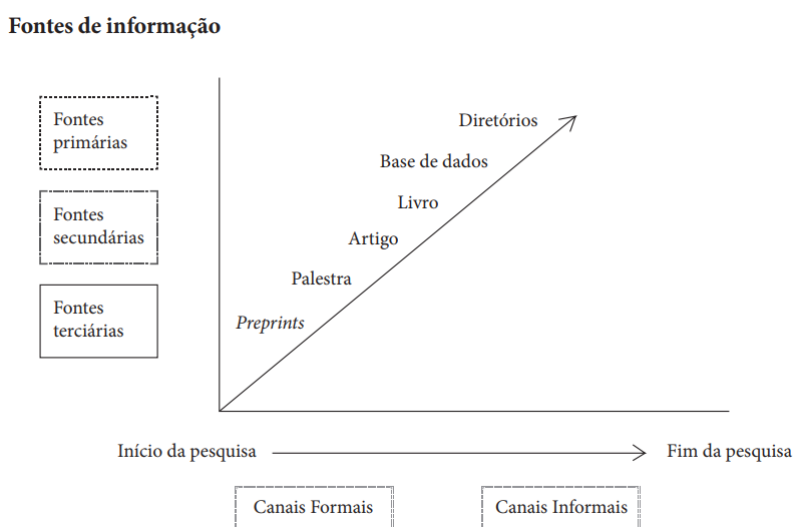 Fontes de informação
Fontes
primárias
Fontes
secundárias
Fontes
terciárias
Diretórios
Base de dados
Livro
Artigo
Palestra
Preprints
Início da pesquisa
Fim da pesquisa
Canais Formais
Canais Informais